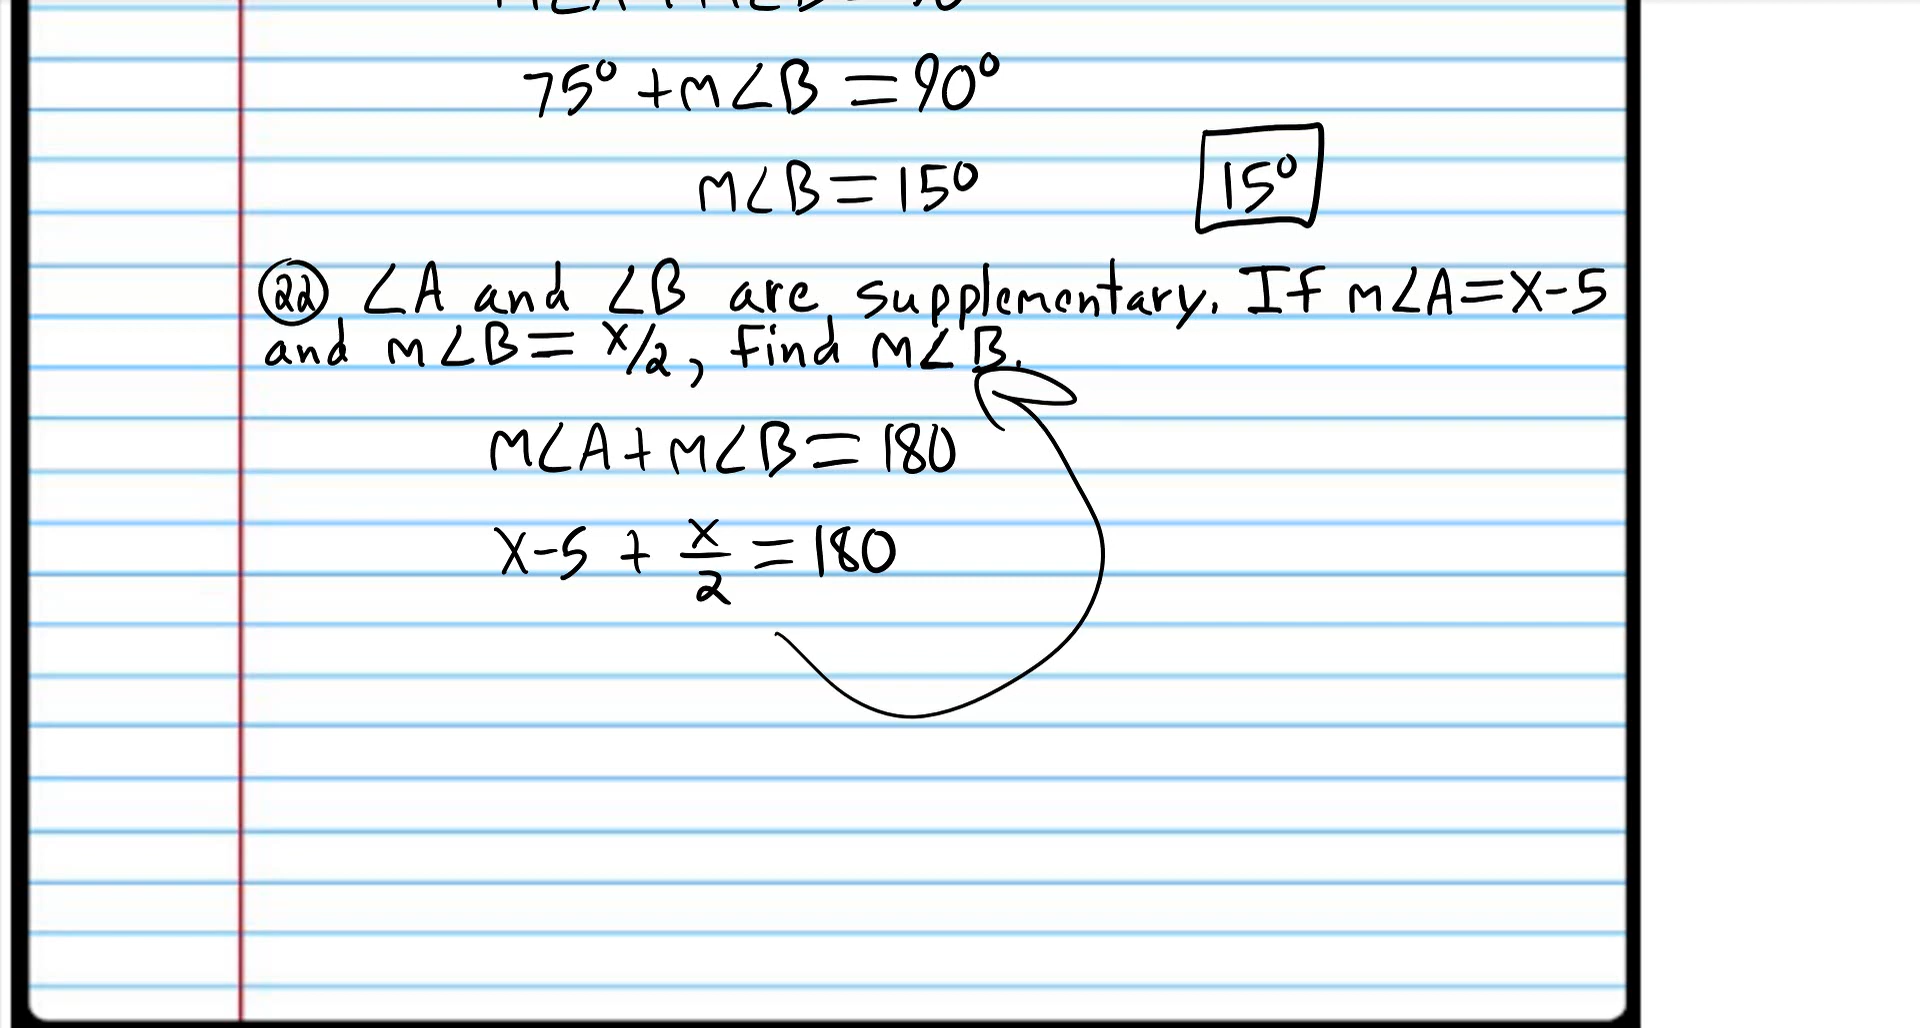 75° + m∠B = 90°
m∠B = 15°  15°
22 ∠A and ∠B are supplementary. If m∠A = x-5
and m∠B = x/2, find m∠B.
m∠A + m∠B = 180
x-5 + x/2 = 180